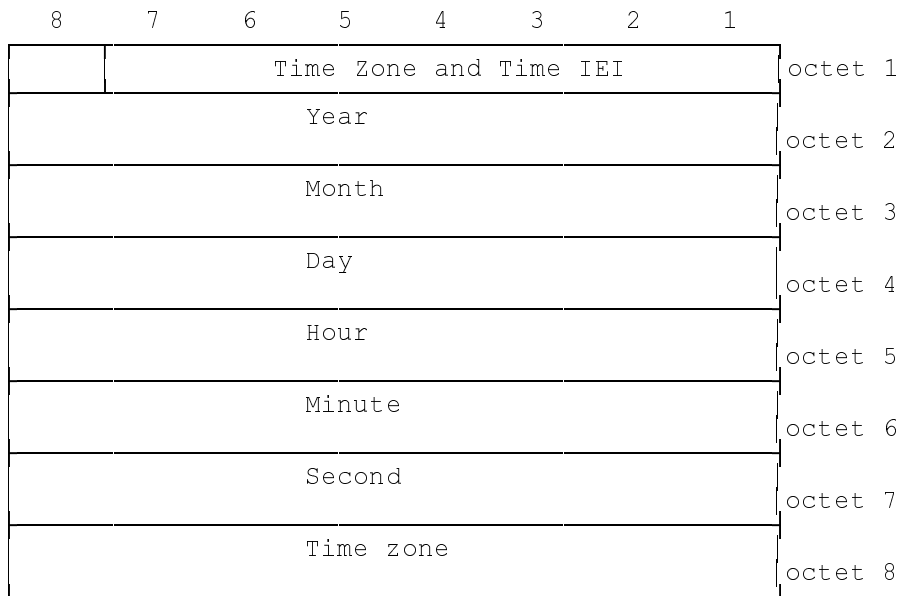 8 7 6 5 4 3 2 1
Time Zone and Time IEI octet 1
Year
octet 2
Month
octet 3
Day
octet 4
Hour
octet 5
Minute
octet 6
Second
octet 7
Time zone
octet 8